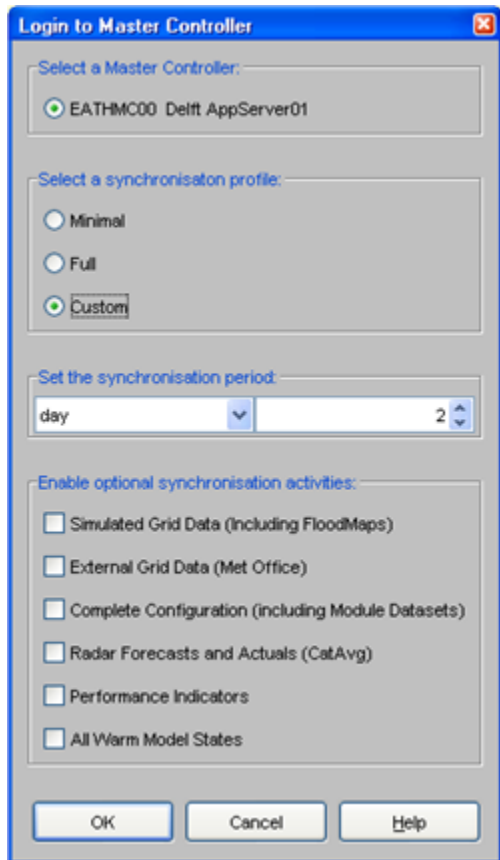 Login to Master Controller
Select a Master Controller:
EATHMC00 Delft AppServer01
Select a synchronisaton profile:
Minimal
Full
Custom
Set the synchronisation period:
day 2
Enable optional synchronisation activities:
Simulated Grid Data (Including FloodMaps)
External Grid Data (Met Office)
Complete Configuration (including Module Datasets)
Radar Forecasts and Actuals (CatAvg)
Performance Indicators
All Warm Model States
OK Cancel Help